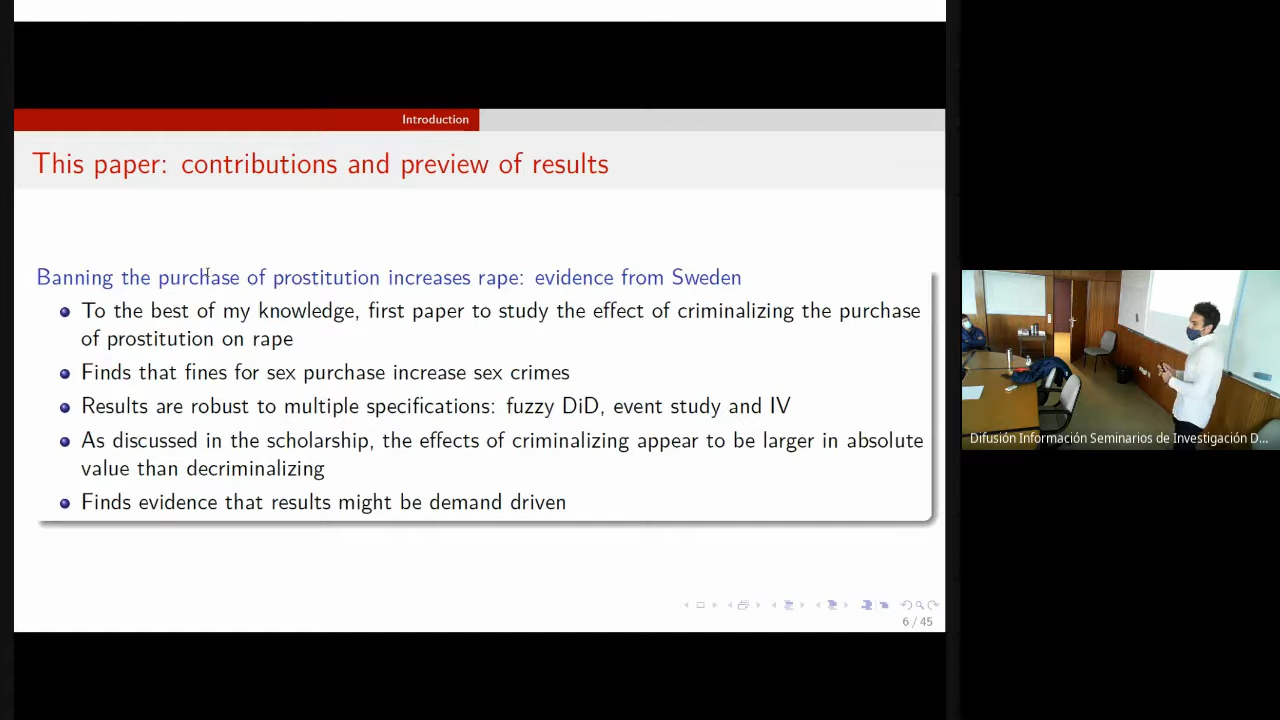 Introduction
This paper: contributions and preview of results
Banning the purchase of prostitution increases rape: evidence from Sweden
To the best of my knowledge, first paper to study the effect of criminalizing the purchase
of prostitution on rape
Finds that fines for sex purchase increase sex crimes
Results are robust to multiple specifications: fuzzy DiD, event study and IV
As discussed in the scholarship, the effects of criminalizing appear to be larger in absolute
value than decriminalizing
Finds evidence that results might be demand driven
6 / 45
Difusión Información Seminarios de Investigación D...